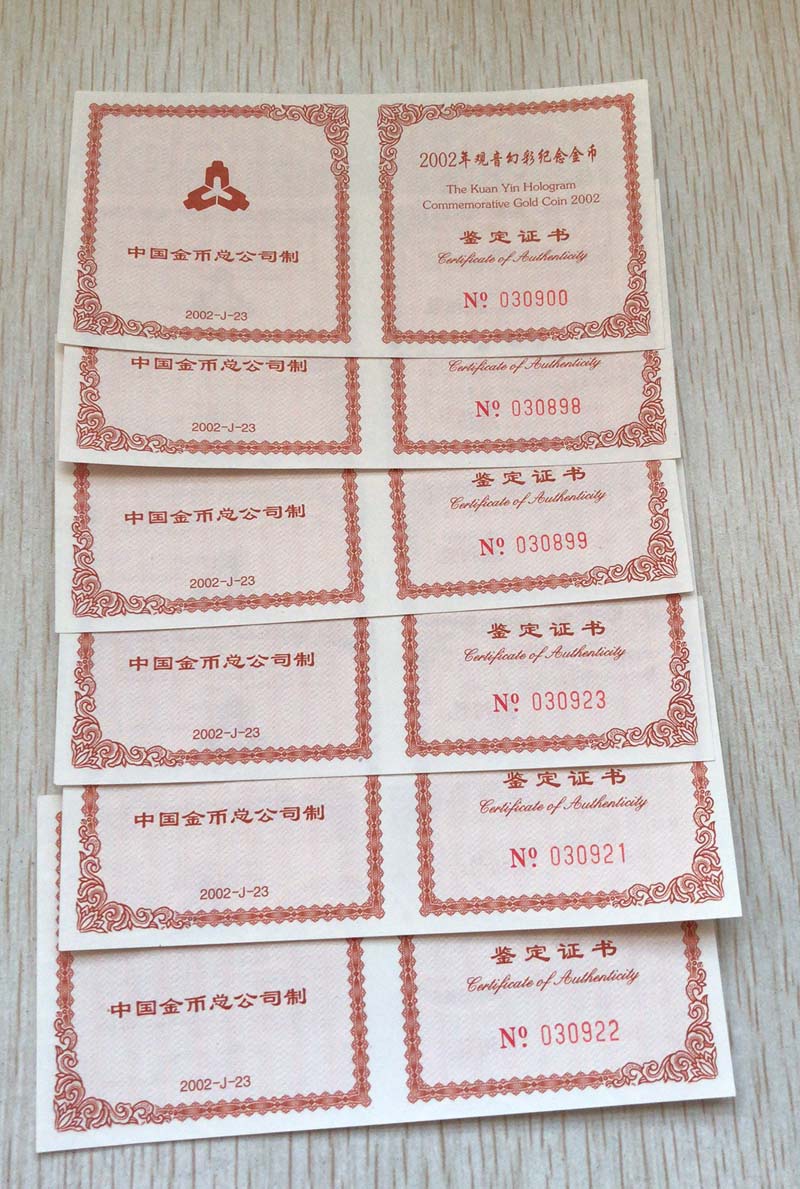 中国金币总公司制
2002-J-23
2002年观音幻彩纪念金币
The Kuan Yin Hologram
Commemorative Gold Coin 2002
鉴定证书
Certificate of Authenticity
Nº 030900
中国金币总公司制
2002-J-23
Certificate of Authenticity
Nº 030898
中国金币总公司制
2002-J-23
鉴定证书
Certificate of Authenticity
Nº 030899
中国金币总公司制
2002-J-23
鉴定证书
Certificate of Authenticity
Nº 030923
中国金币总公司制
2002-J-23
鉴定证书
Certificate of Authenticity
Nº 030921
中国金币总公司制
2002-J-23
鉴定证书
Certificate of Authenticity
Nº 030922